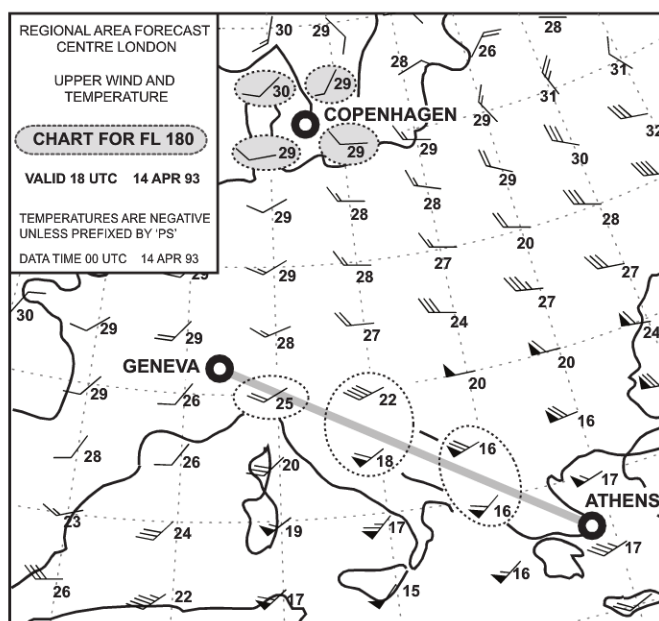 REGIONAL AREA FORECAST
CENTRE LONDON
UPPER WIND AND
TEMPERATURE
CHART FOR FL 180
VALID 18 UTC 14 APR 93
TEMPERATURES ARE NEGATIVE
UNLESS PREFIXED BY 'PS'
DATA TIME 00 UTC 14 APR 93
30 29 28
28 26 31
30 29 31
COPENHAGEN
29 32
29 29 29 30
29
29 28 28 20 28
29 29 28 27 27 27
30
29 29 28 27 24 24
GENEVA
20 20
29 26 25 22 16
28 26 20 18 16 17
ATHENS
23 24 19 17 16 17
26 22 17 15 16